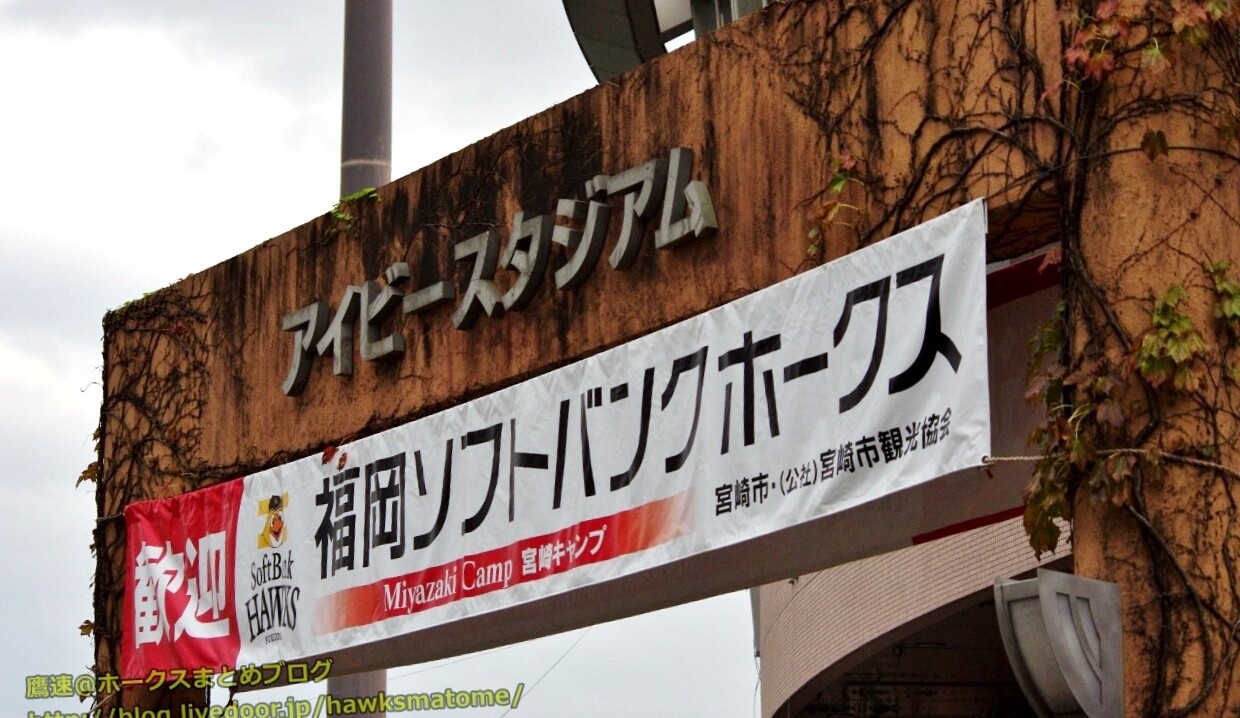 アイビースタジアム
歓迎
SoftBank
HAWKS
福岡ソフトバンクホークス
Miyazaki Camp 宮崎キャンプ
宮崎市・(公社)宮崎市観光協会
鷹速@ホークスまとめブログ
http://blog.livedoor.jp/hawksmatome/